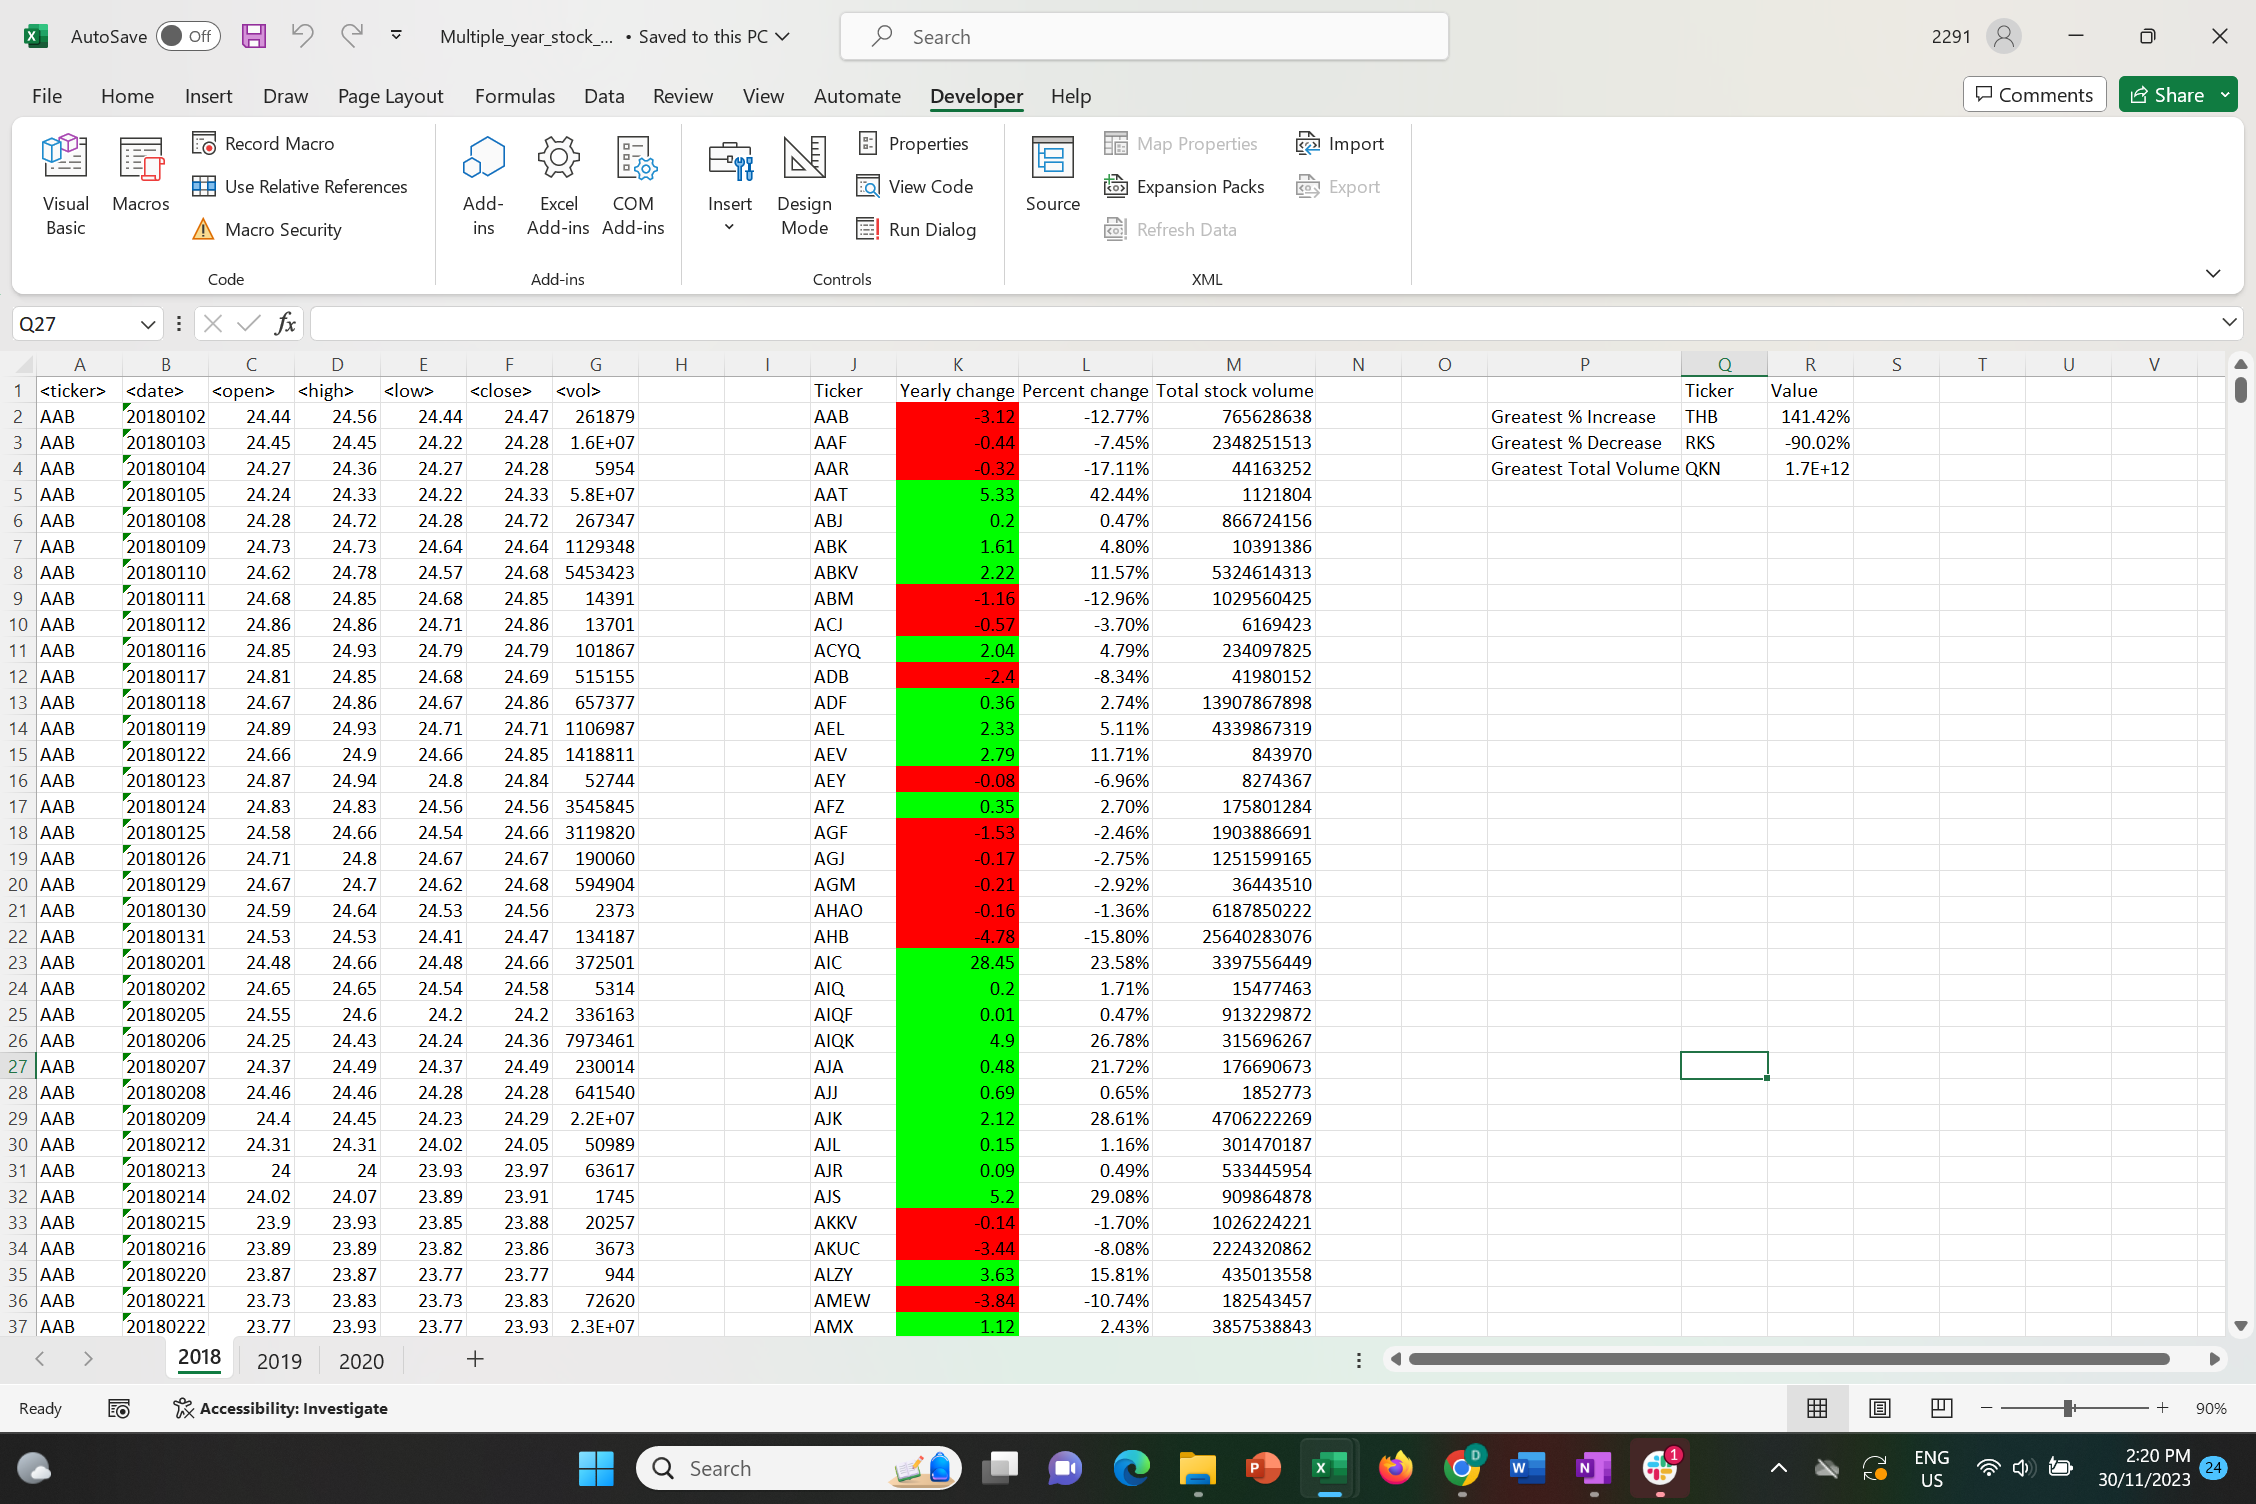 AutoSave Off Multiple_year_stock_... • Saved to this PC Search 2291
File Home Insert Draw Page Layout Formulas Data Review View Automate Developer Help Comments Share
Visual Basic Macros Record Macro Use Relative References Macro Security Code
Add-ins Excel Add-ins COM Add-ins Add-ins
Insert Design Mode Properties View Code Run Dialog Controls
Source Map Properties Expansion Packs Refresh Data Import Export XML
Q27 fx
A B C D E F G H I J K L M N O P Q R S T U V
1 <ticker> <date> <open> <high> <low> <close> <vol> Ticker Yearly change Percent change Total stock volume Ticker Value
2 AAB 20180102 24.44 24.56 24.44 24.47 261879 AAB -3.12 -12.77% 765628638 Greatest % Increase THB 141.42%
3 AAB 20180103 24.45 24.45 24.22 24.28 1.6E+07 AAF -0.44 -7.45% 2348251513 Greatest % Decrease RKS -90.02%
4 AAB 20180104 24.27 24.36 24.27 24.28 5954 AAR -0.32 -17.11% 44163252 Greatest Total Volume QKN 1.7E+12
5 AAB 20180105 24.24 24.33 24.22 24.33 5.8E+07 AAT 5.33 42.44% 1121804
6 AAB 20180108 24.28 24.72 24.28 24.72 267347 ABJ 0.2 0.47% 866724156
7 AAB 20180109 24.73 24.73 24.64 24.64 1129348 ABK 1.61 4.80% 10391386
8 AAB 20180110 24.62 24.78 24.57 24.68 5453423 ABKV 2.22 11.57% 5324614313
9 AAB 20180111 24.68 24.85 24.68 24.85 14391 ABM -1.16 -12.96% 1029560425
10 AAB 20180112 24.86 24.86 24.71 24.86 13701 ACJ -0.57 -3.70% 6169423
11 AAB 20180116 24.85 24.93 24.79 24.79 101867 ACYQ 2.04 4.79% 234097825
12 AAB 20180117 24.81 24.85 24.68 24.69 515155 ADB -2.4 -8.34% 41980152
13 AAB 20180118 24.67 24.86 24.67 24.86 657377 ADF 0.36 2.74% 13907867898
14 AAB 20180119 24.89 24.93 24.71 24.71 1106987 AEL 2.33 5.11% 4339867319
15 AAB 20180122 24.66 24.9 24.66 24.85 1418811 AEV 2.79 11.71% 843970
16 AAB 20180123 24.87 24.94 24.8 24.84 52744 AEY -0.08 -6.96% 8274367
17 AAB 20180124 24.83 24.83 24.56 24.56 3545845 AFZ 0.35 2.70% 175801284
18 AAB 20180125 24.58 24.66 24.54 24.66 3119820 AGF -1.53 -2.46% 1903886691
19 AAB 20180126 24.71 24.8 24.67 24.67 190060 AGJ -0.17 -2.75% 1251599165
20 AAB 20180129 24.67 24.7 24.62 24.68 594904 AGM -0.21 -2.92% 36443510
21 AAB 20180130 24.59 24.64 24.53 24.56 2373 AHAO -0.16 -1.36% 6187850222
22 AAB 20180131 24.53 24.53 24.41 24.47 134187 AHB -4.78 -15.80% 25640283076
23 AAB 20180201 24.48 24.66 24.48 24.66 372501 AIC 28.45 23.58% 3397556449
24 AAB 20180202 24.65 24.65 24.54 24.58 5314 AIQ 0.2 1.71% 15477463
25 AAB 20180205 24.55 24.6 24.2 24.2 336163 AIQF 0.01 0.47% 913229872
26 AAB 20180206 24.25 24.43 24.24 24.36 7973461 AIQK 4.9 26.78% 315696267
27 AAB 20180207 24.37 24.49 24.37 24.49 230014 AJA 0.48 21.72% 176690673
28 AAB 20180208 24.46 24.46 24.28 24.28 641540 AJJ 0.69 0.65% 1852773
29 AAB 20180209 24.4 24.45 24.23 24.29 2.2E+07 AJK 2.12 28.61% 4706222269
30 AAB 20180212 24.31 24.31 24.02 24.05 50989 AJL 0.15 1.16% 301470187
31 AAB 20180213 24 24 23.93 23.97 63617 AJR 0.09 0.49% 533445954
32 AAB 20180214 24.02 24.07 23.89 23.91 1745 AJS 5.2 29.08% 909864878
33 AAB 20180215 23.9 23.93 23.85 23.88 20257 AKKV -0.14 -1.70% 1026224221
34 AAB 20180216 23.89 23.89 23.82 23.86 3673 AKUC -3.44 -8.08% 2224320862
35 AAB 20180220 23.87 23.87 23.77 23.77 944 ALZY 3.63 15.81% 435013558
36 AAB 20180221 23.73 23.83 23.73 23.83 72620 AMEW -3.84 -10.74% 182543457
37 AAB 20180222 23.77 23.93 23.77 23.93 2.3E+07 AMX 1.12 2.43% 3857538843
2018 2019 2020
Ready Accessibility: Investigate 90%
Search D 1 ENG US 2:20 PM 30/11/2023 24